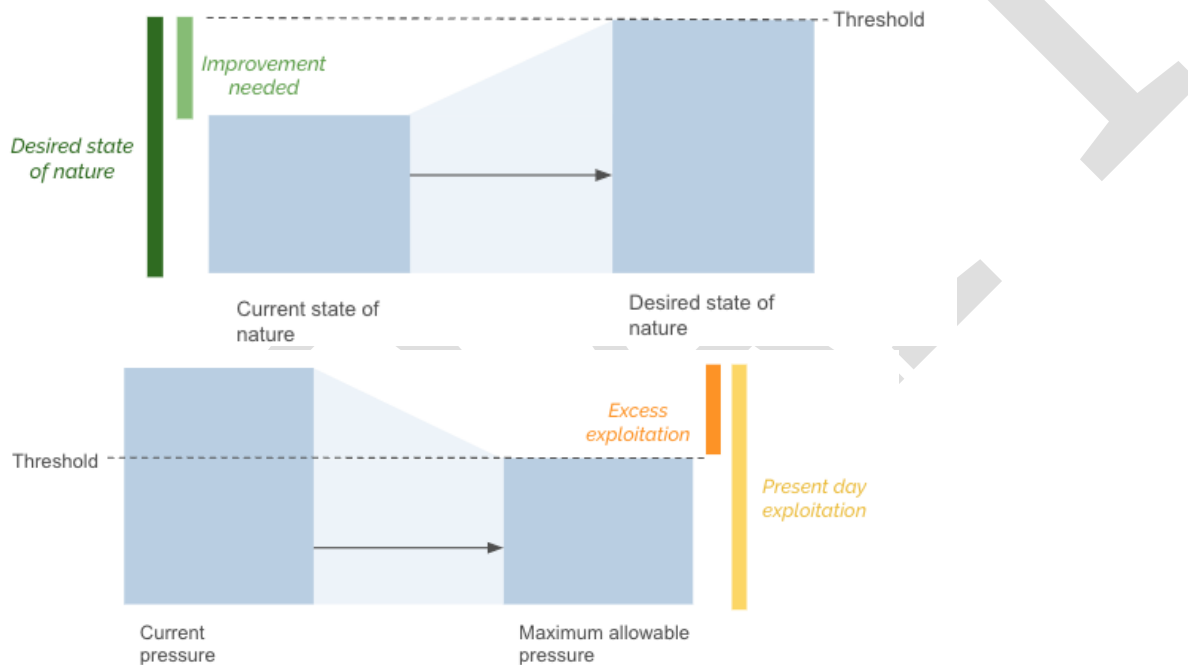 Threshold
Improvement
needed
Desired state
of nature
Current state of
nature
Desired state of
nature
Excess
exploitation
Threshold
Present day
exploitation
Current
pressure
Maximum allowable
pressure